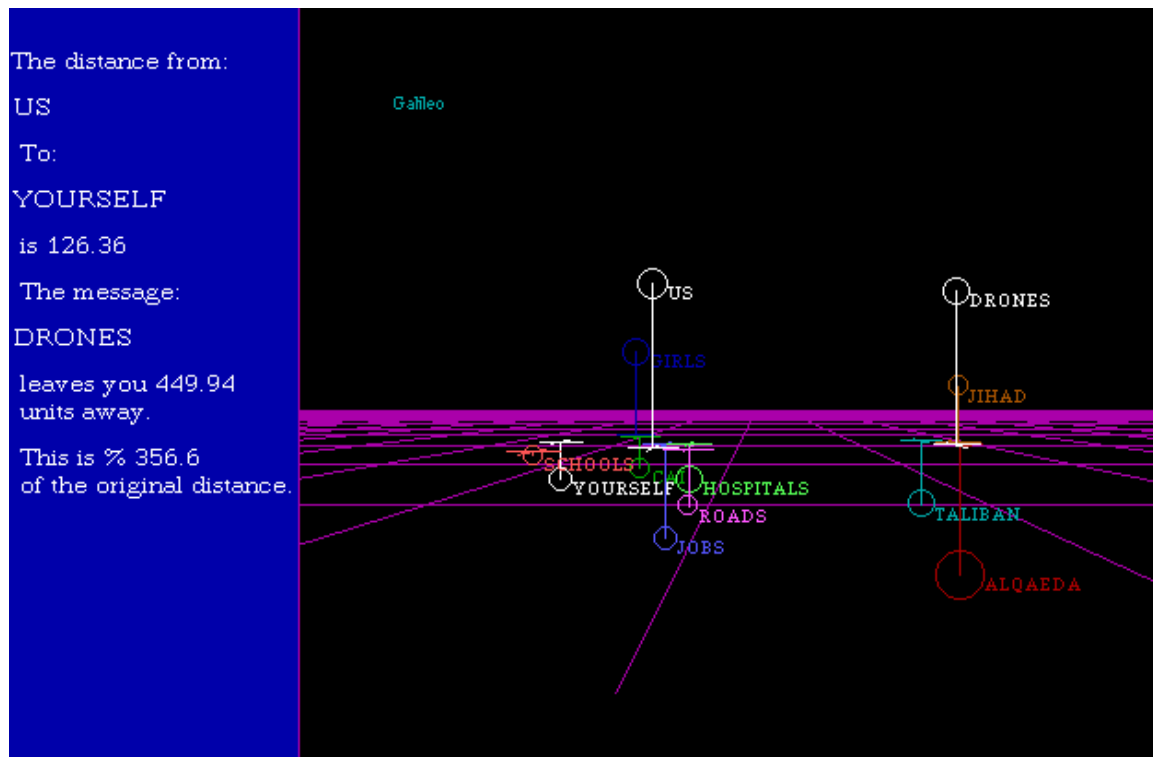 The distance from:
US
To:
YOURSELF
is 126.36
The message:
DRONES
leaves you 449.94
units away.
This is % 356.6
of the original distance.
Galileo
US
DRONES
GIRLS
JIHAD
SCHOOLS
CAT
YOURSELF
HOSPITALS
ROADS
TALIBAN
JOBS
ALQAEDA